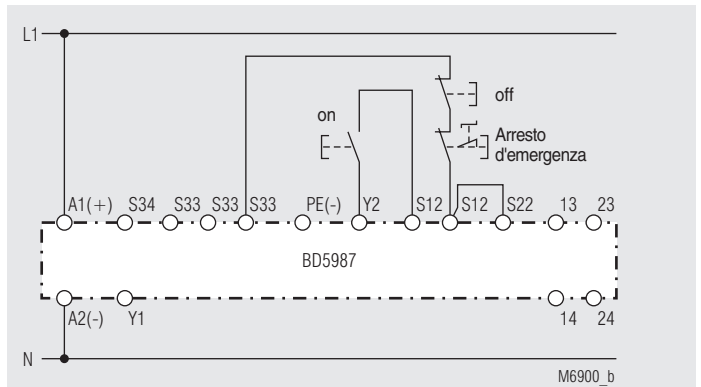 L1
off
on
Arresto
d'emergenza
A1(+) S34 S33 S33 S33 PE(-) Y2 S12 S12 S22 13 23
BD5987
A2(-) Y1 14 24
N
M6900_b